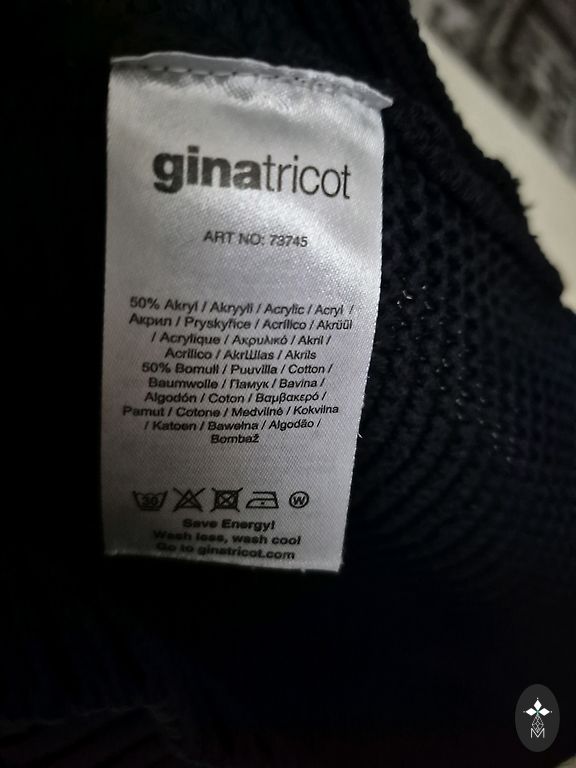 ginatricot
ART NO: 73745
50% Akryl / Akryyli / Acrylic / Acryl /
Акрил / Pryskyřice / Acrílico / Akrüül
/ Acrylique / Ακρυλικό / Akril /
Acrilico / AkrUilas / Akrils
50% Bomull / Puuvilla / Cotton /
Baumwolle / Памук / Bavlna /
Algodón / Coton / Βαμβακερό /
Pamut / Cotone / Medvilnė / Kokvilna
/ Katoen / Bawełna / Algodão /
Bombaž
30 W
Save Energy!
Wash less, wash cool
Go to ginatricot.com
M